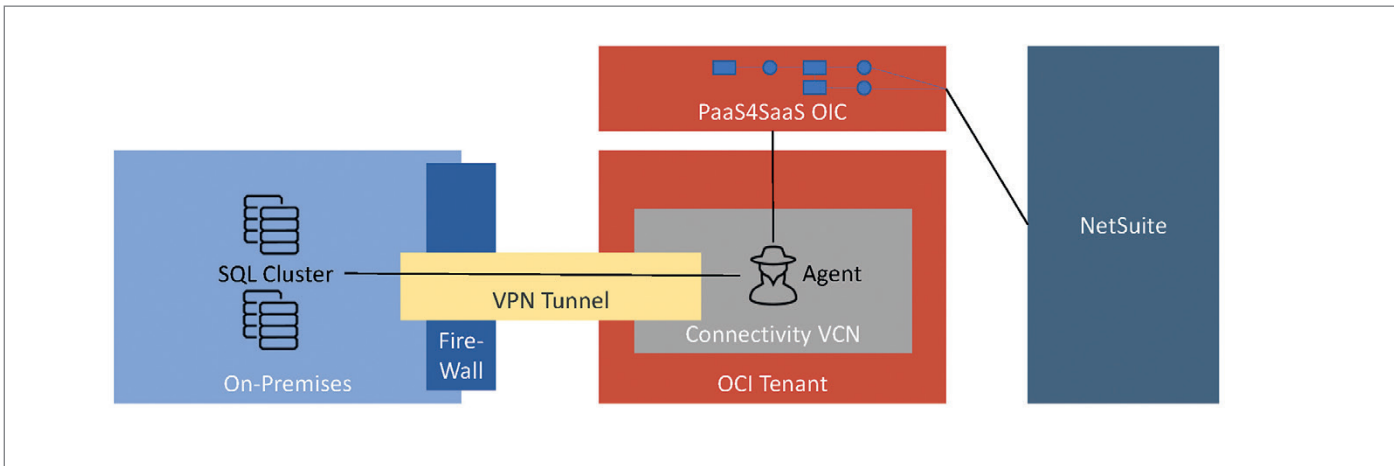 PaaS4SaaS OIC
NetSuite
SQL Cluster
Agent
VPN Tunnel
Connectivity VCN
Fire-
Wall
On-Premises
OCI Tenant